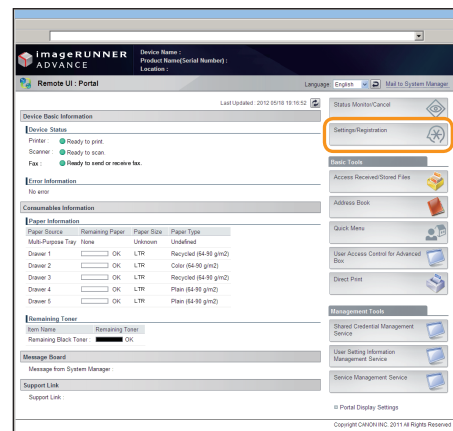 imageRUNNER
ADVANCE
Device Name :
Product Name(Serial Number) :
Location :
Remote UI : Portal
Language English
Mail to System Manager
Last Updated : 2012 05/18 19:16:52
Device Basic Information
Device Status
Printer : Ready to print.
Scanner : Ready to scan.
Fax : Ready to send or receive fax.
Error Information
No error
Consumables Information
Paper Information
Paper Source Remaining Paper Paper Size Paper Type
Multi-Purpose Tray None Unknown Undefined
Drawer 1 OK LTR Recycled (64-90 g/m2)
Drawer 2 OK LTR Color (64-90 g/m2)
Drawer 3 OK LTR Recycled (64-90 g/m2)
Drawer 4 OK LTR Plain (64-90 g/m2)
Drawer 5 OK LTR Plain (64-90 g/m2)
Remaining Toner
Item Name Remaining Toner
Remaining Black Toner : OK
Message Board
Message from System Manager :
Support Link
Support Link :
Status Monitor/Cancel
Settings/Registration
Basic Tools
Access Received/Stored Files
Address Book
Quick Menu
User Access Control for Advanced
Box
Direct Print
Management Tools
Shared Credential Management
Service
User Setting Information
Management Service
Service Management Service
Portal Display Settings
Copyright CANON INC. 2011 All Rights Reserved